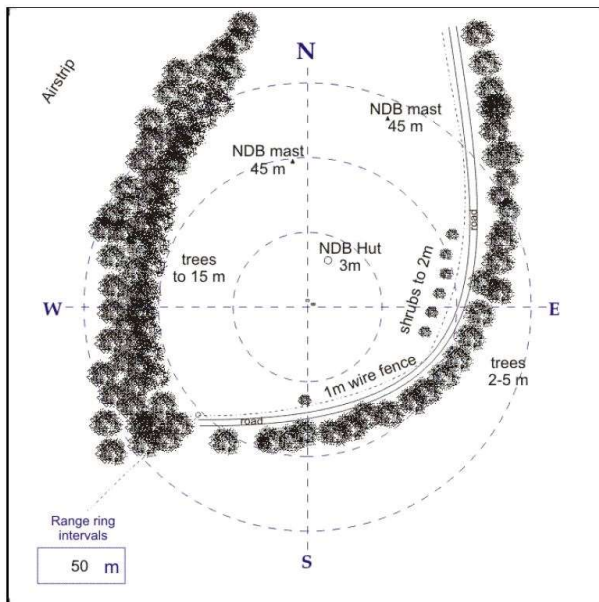 Airstrip
N
NDB mast
45 m
NDB mast
45 m
trees
to 15 m
NDB Hut
3m
shrubs to 2m
road
W
E
1m wire fence
trees
2-5 m
road
Range ring
intervals
50 m
S